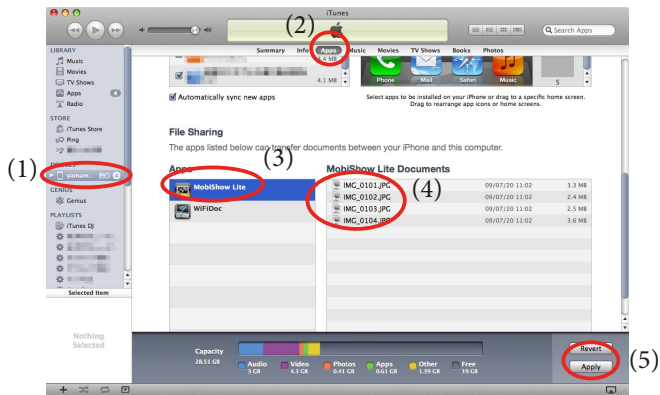 iTunes
(2)
Search Apps
LIBRARY
Music
Movies
TV Shows
Apps
Radio
STORE
iTunes Store
Ping
(1)
yamam
GENIUS
Genius
PLAYLISTS
iTunes DJ
Selected Item
Nothing
Selected
Summary Info Apps Music Movies TV Shows Books Photos
4.1 MB
Phone Mail Safari Music
5
Automatically sync new apps
Select apps to be installed on your iPhone or drag to a specific home screen.
Drag to rearrange app icons or home screens.
File Sharing
The apps listed below can transfer documents between your iPhone and this computer.
(3)
Apps
MobiShow Lite
WiFiDoc
MobiShow Lite Documents
(4)
IMG_0101.JPG 09/07/20 11:02 3.3 MB
IMG_0102.JPG 09/07/20 11:02 2.4 MB
IMG_0103.JPG 09/07/20 11:02 2.5 MB
IMG_0104.JPG 09/07/20 11:02 3.6 MB
Capacity
28.51 GB
Audio
3 GB
Video
4.3 GB
Photos
0.41 GB
Apps
0.61 GB
Other
1.39 GB
Free
19 GB
Revert
Apply
(5)